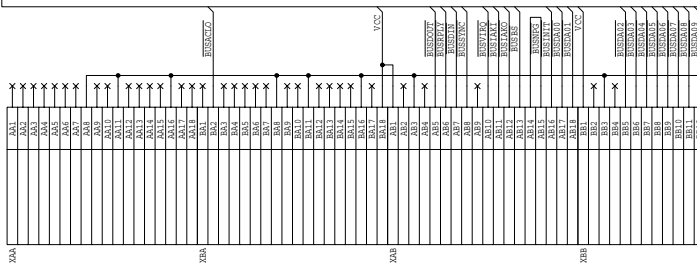 BUSACLO
VCC
BUSDOUT
BUSRPLY
BUSDIN
BUSSYNC
BUSVIRQ
BUSIAKI
BUSIAKO
BUSBS
BUSNPG
BUSINIT
BUSDA00
BUSDA01
VCC
BUSDA02
BUSDA03
BUSDA04
BUSDA05
BUSDA06
BUSDA07
BUSDA08
BUSDA09
AA1
AA2
AA3
AA4
AA5
AA6
AA7
AA8
AA9
AA10
AA11
AA12
AA13
AA14
AA15
AA16
AA17
AA18
BA1
BA2
BA3
BA4
BA5
BA6
BA7
BA8
BA9
BA10
BA11
BA12
BA13
BA14
BA15
BA16
BA17
BA18
AB1
AB2
AB3
AB4
AB5
AB6
AB7
AB8
AB9
AB10
AB11
AB12
AB13
AB14
AB15
AB16
AB17
AB18
BB1
BB2
BB3
BB4
BB5
BB6
BB7
BB8
BB9
BB10
BB11
XAA
XBA
XAB
XBB